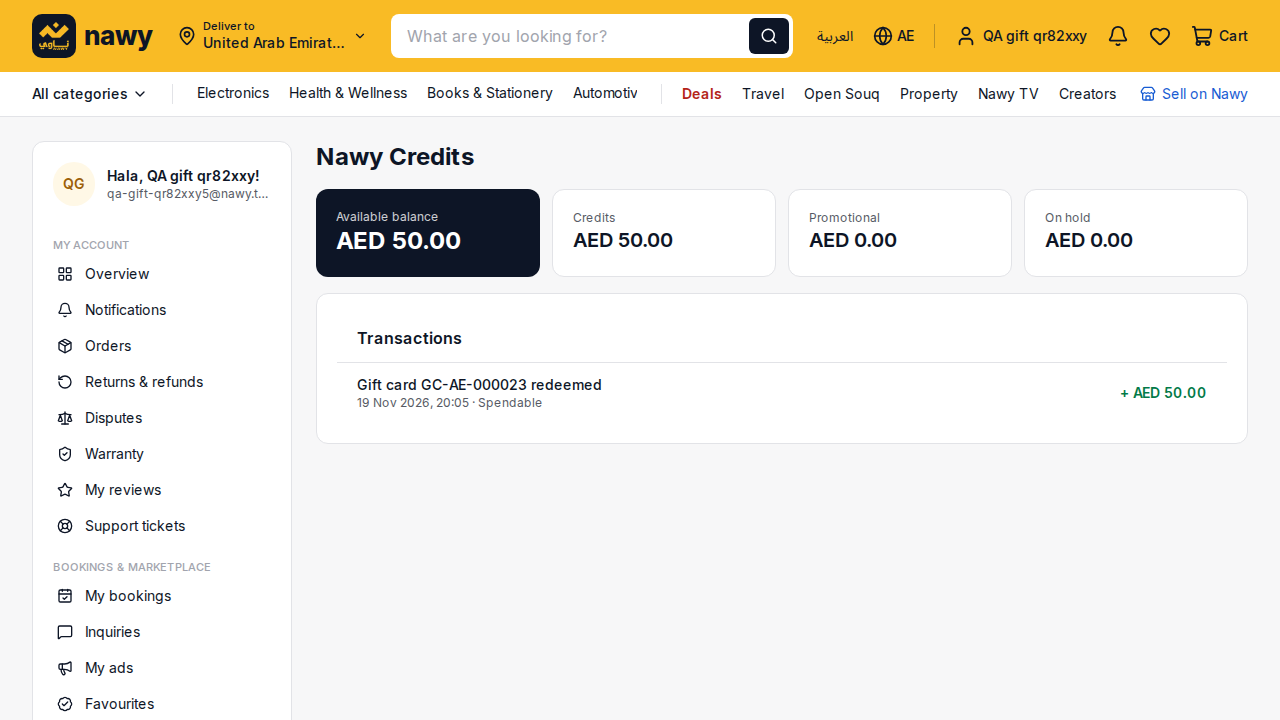 ناوي
NAWY
nawy
Deliver to
United Arab Emirat...
What are you looking for?
العربية
AE
QA gift qr82xxy
Cart
All categories
Electronics
Health & Wellness
Books & Stationery
Automotiv
Deals
Travel
Open Souq
Property
Nawy TV
Creators
Sell on Nawy
QG
Hala, QA gift qr82xxy!
qa-gift-qr82xxy5@nawy.t...
MY ACCOUNT
Overview
Notifications
Orders
Returns & refunds
Disputes
Warranty
My reviews
Support tickets
BOOKINGS & MARKETPLACE
My bookings
Inquiries
My ads
Favourites
Nawy Credits
Available balance
AED 50.00
Credits
AED 50.00
Promotional
AED 0.00
On hold
AED 0.00
Transactions
Gift card GC-AE-000023 redeemed
19 Nov 2026, 20:05 · Spendable
+ AED 50.00